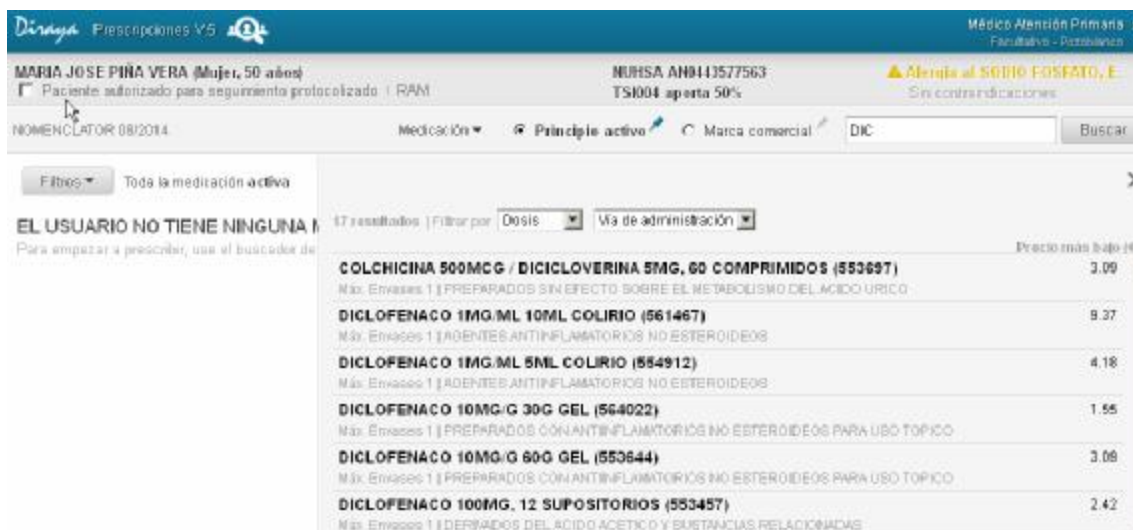 Diraya Prescripciones V5
Médico Atención Primaria
Facultativo - Pozoblanco
MARIA JOSE PIÑA VERA (Mujer, 50 años)
NUHSA AN0443577563
Alergia al SODIO FOSFATO, E
Paciente autorizado para seguimiento protocolizado | RAM
TSI004 aporta 50%
Sin contraindicaciones
NOMENCLATOR 08/2014
Medicación
Principio activo
Marca comercial
DIC
Buscar
Filtros
Toda la medicación activa
EL USUARIO NO TIENE NINGUNA M
Para empezar a prescribir, use el buscador de
17 resultados | Filtrar por Dosis Vía de administración
Precio más bajo (€
COLCHICINA 500MCG / DICICLOVERINA 5MG, 60 COMPRIMIDOS (553697) 3.09
Máx. Envases 1 | PREPARADOS SIN EFECTO SOBRE EL METABOLISMO DEL ACIDO URICO
DICLOFENACO 1MG/ML 10ML COLIRIO (561467) 9.37
Máx. Envases 1 | AGENTES ANTIINFLAMATORIOS NO ESTEROIDEOS
DICLOFENACO 1MG/ML 5ML COLIRIO (554912) 4.18
Máx. Envases 1 | AGENTES ANTIINFLAMATORIOS NO ESTEROIDEOS
DICLOFENACO 10MG/G 30G GEL (564022) 1.55
Máx. Envases 1 | PREPARADOS CON ANTIINFLAMATORIOS NO ESTEROIDEOS PARA USO TOPICO
DICLOFENACO 10MG/G 60G GEL (553644) 3.09
Máx. Envases 1 | PREPARADOS CON ANTIINFLAMATORIOS NO ESTEROIDEOS PARA USO TOPICO
DICLOFENACO 100MG, 12 SUPOSITORIOS (553457) 2.42
Máx. Envases 1 | DERIVADOS DEL ACIDO ACETICO Y SUSTANCIAS RELACIONADAS